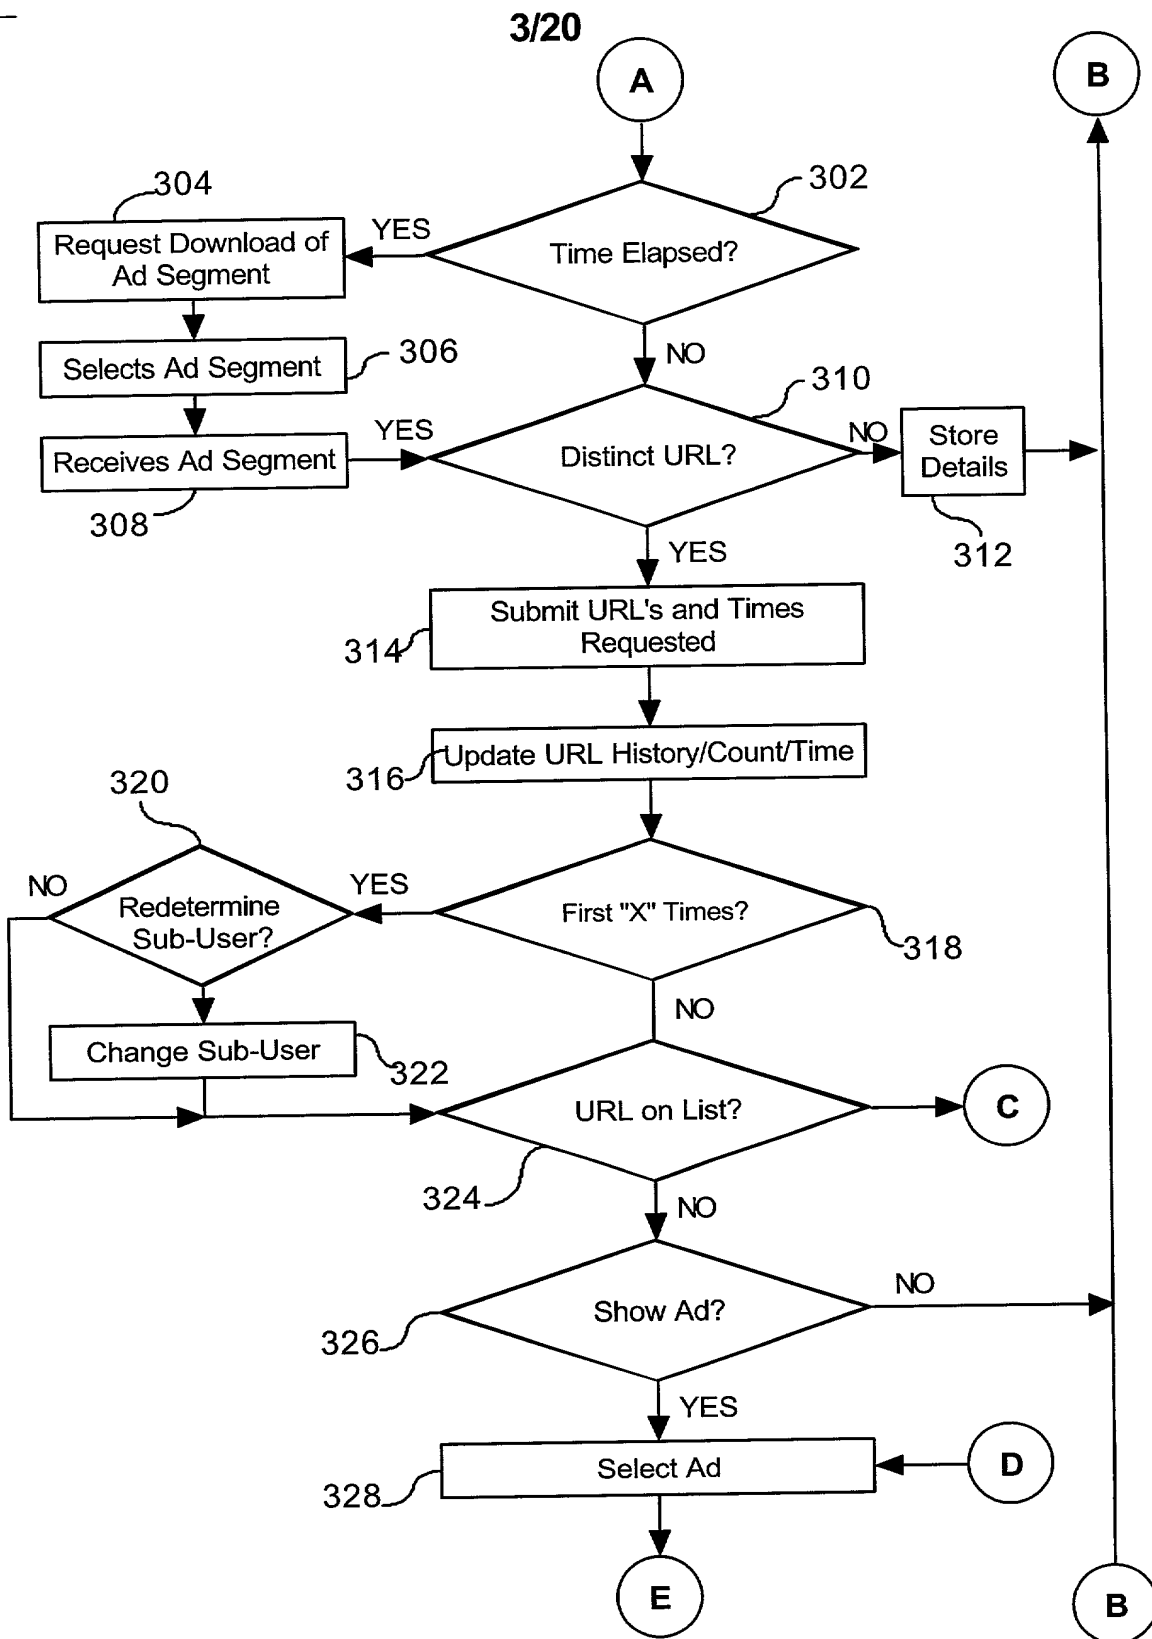 3/20
A
B
304
302
YES
Request Download of
Ad Segment
Time Elapsed?
NO
306
Selects Ad Segment
310
YES
NO
Store
Details
Receives Ad Segment
Distinct URL?
308
312
YES
Submit URL's and Times
Requested
314
Update URL History/Count/Time
316
320
NO
YES
Redetermine
Sub-User?
First "X" Times?
318
NO
Change Sub-User
322
URL on List?
C
324
NO
NO
Show Ad?
326
YES
Select Ad
D
328
E
B